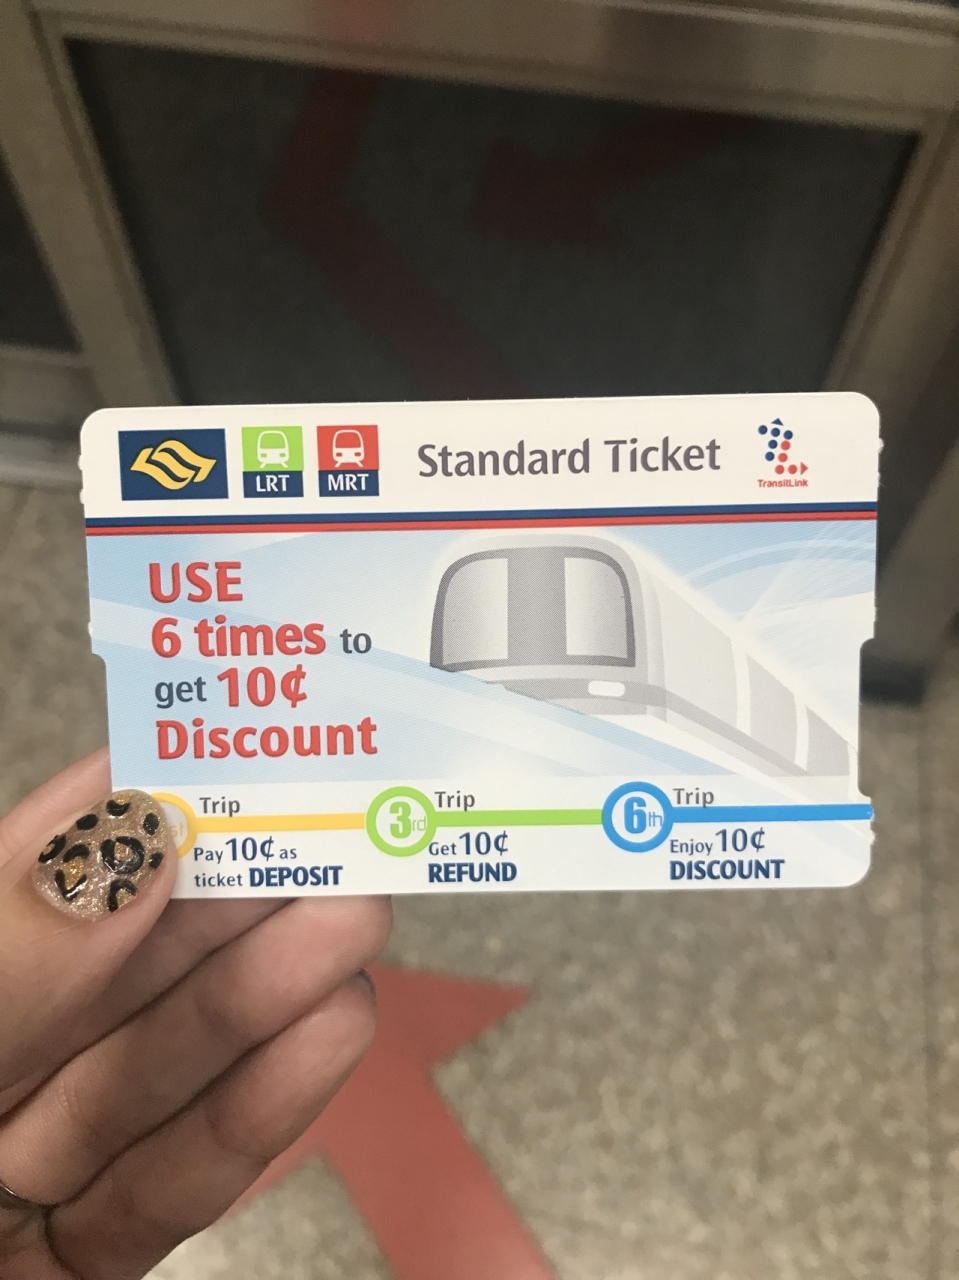 LRT MRT Standard Ticket TransitLink
USE
6 times to
get 10¢
Discount
st Trip 3rd Trip 6th Trip
Pay 10¢ as Get 10¢ Enjoy 10¢
ticket DEPOSIT REFUND DISCOUNT